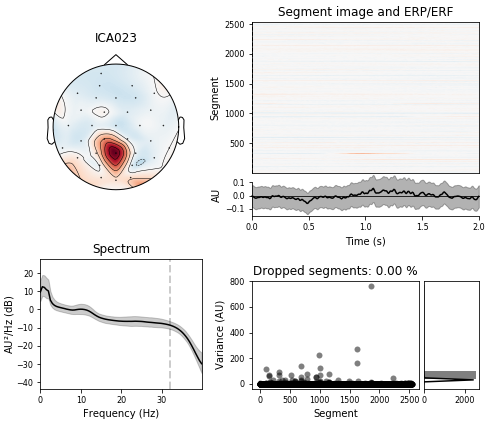 Segment image and ERP/ERF
ICA023
2500
2000
1500
1000
500
Segment
0.1
0.0
−0.1
AU
0.0 0.5 1.0 1.5 2.0
Time (s)
Spectrum
20
10
0
−10
−20
−30
−40
AU²/Hz (dB)
0 10 20 30
Frequency (Hz)
Dropped segments: 0.00 %
800
600
400
200
0
Variance (AU)
0 500 1000 1500 2000 2500
Segment
0 2000